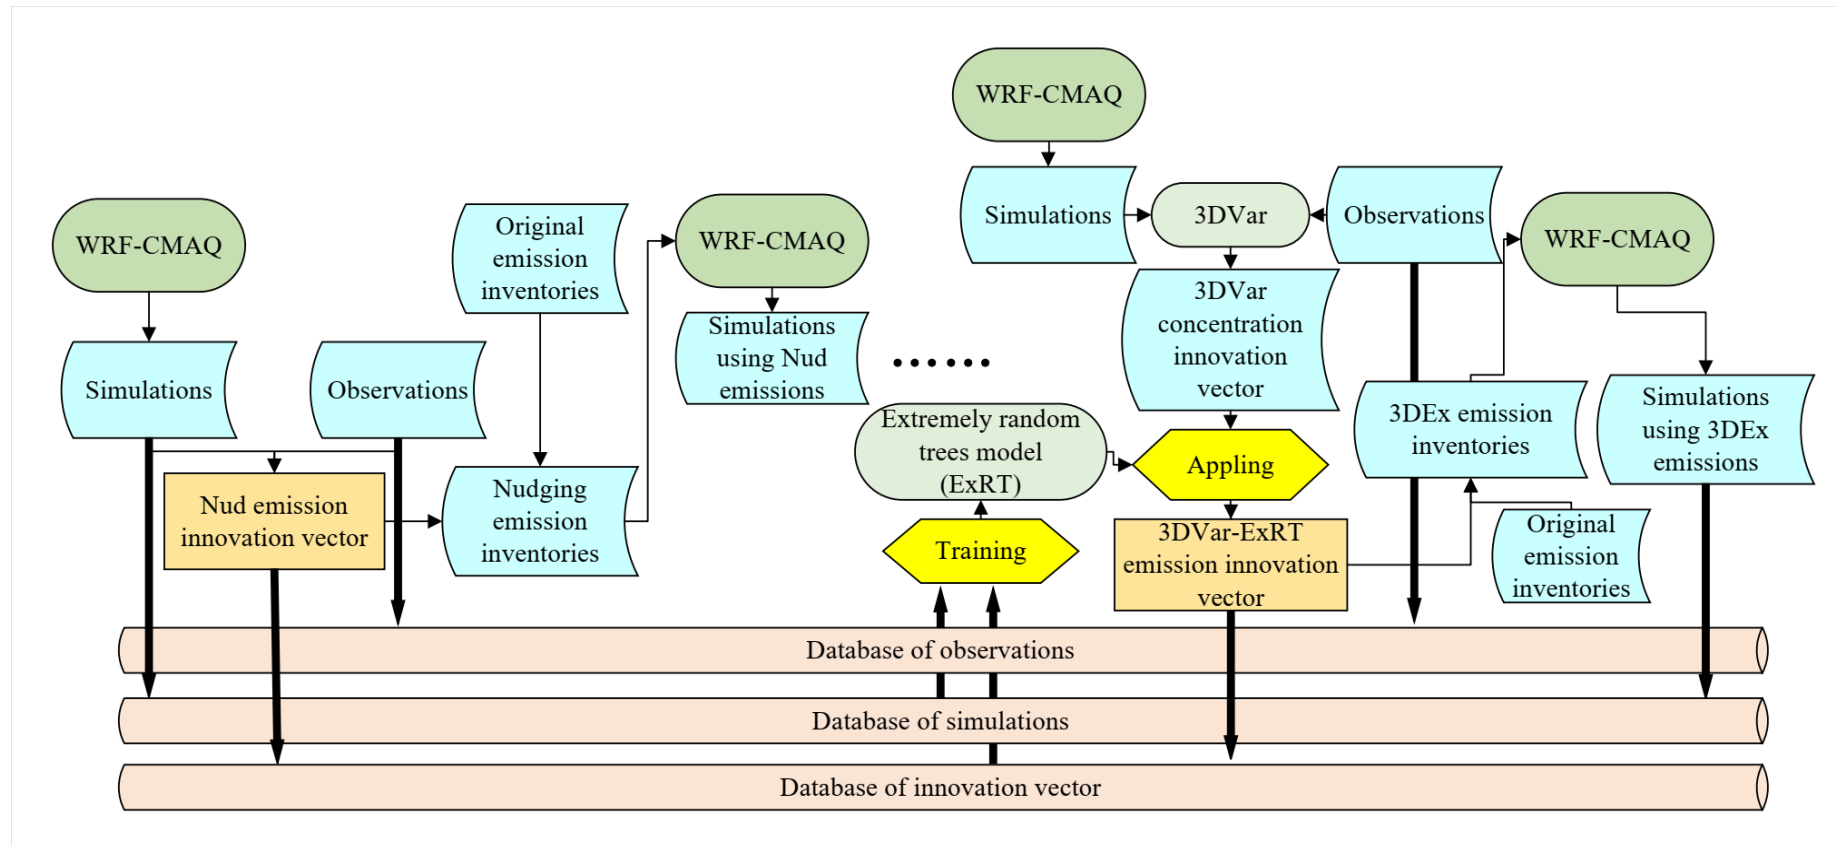 WRF-CMAQ
Simulations
Observations
Nud emission
innovation vector
Original
emission
inventories
Nudging
emission
inventories
WRF-CMAQ
Simulations
using Nud
emissions
......
WRF-CMAQ
Simulations
3DVar
Observations
3DVar
concentration
innovation
vector
Extremely random
trees model
(ExRT)
Appling
Training
3DVar-ExRT
emission innovation
vector
3DEx emission
inventories
Original
emission
inventories
WRF-CMAQ
Simulations
using 3DEx
emissions
Database of observations
Database of simulations
Database of innovation vector